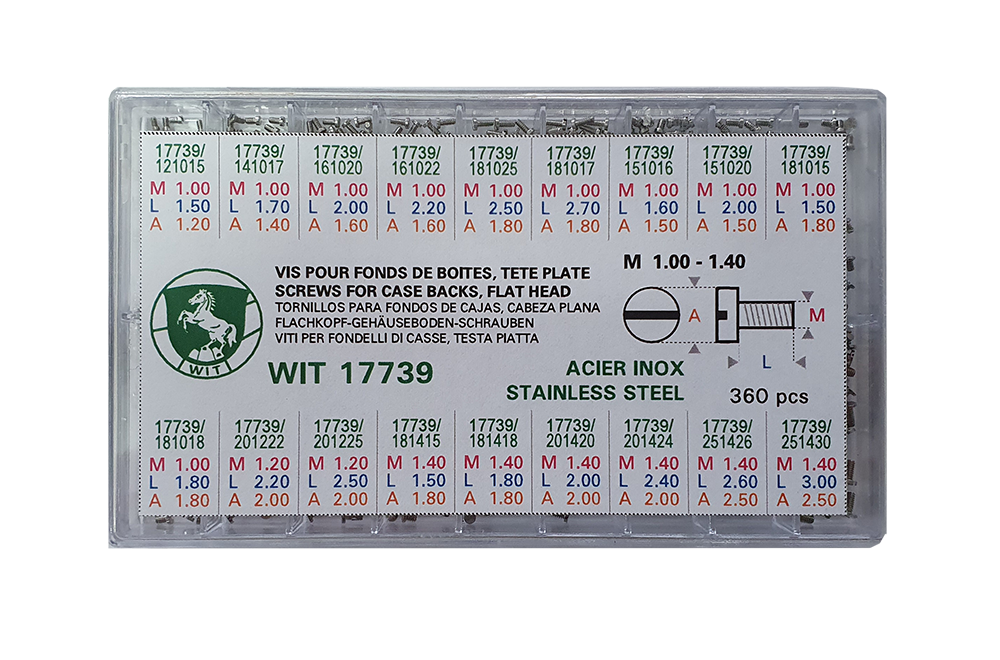 17739/ 17739/ 17739/ 17739/ 17739/ 17739/ 17739/ 17739/ 17739/
121015 141017 161020 161022 181025 181017 151016 151020 181015
M 1.00 M 1.00 M 1.00 M 1.00 M 1.00 M 1.00 M 1.00 M 1.00 M 1.00
L 1.50 L 1.70 L 2.00 L 2.20 L 2.50 L 2.70 L 1.60 L 2.00 L 1.50
A 1.20 A 1.40 A 1.60 A 1.60 A 1.80 A 1.80 A 1.50 A 1.50 A 1.80
VIS POUR FONDS DE BOITES, TETE PLATE
SCREWS FOR CASE BACKS, FLAT HEAD
TORNILLOS PARA FONDOS DE CAJAS, CABEZA PLANA
FLACHKOPF-GEHÄUSEBODEN-SCHRAUBEN
VITI PER FONDELLI DI CASSE, TESTA PIATTA
WIT
WIT 17739
M 1.00 - 1.40
A
M
L
ACIER INOX
STAINLESS STEEL
360 pcs
17739/ 17739/ 17739/ 17739/ 17739/ 17739/ 17739/ 17739/ 17739/
181018 201222 201225 181415 181418 201420 201424 251426 251430
M 1.00 M 1.20 M 1.20 M 1.40 M 1.40 M 1.40 M 1.40 M 1.40 M 1.40
L 1.80 L 2.20 L 2.50 L 1.50 L 1.80 L 2.00 L 2.40 L 2.60 L 3.00
A 1.80 A 2.00 A 2.00 A 1.80 A 1.80 A 2.00 A 2.00 A 2.50 A 2.50